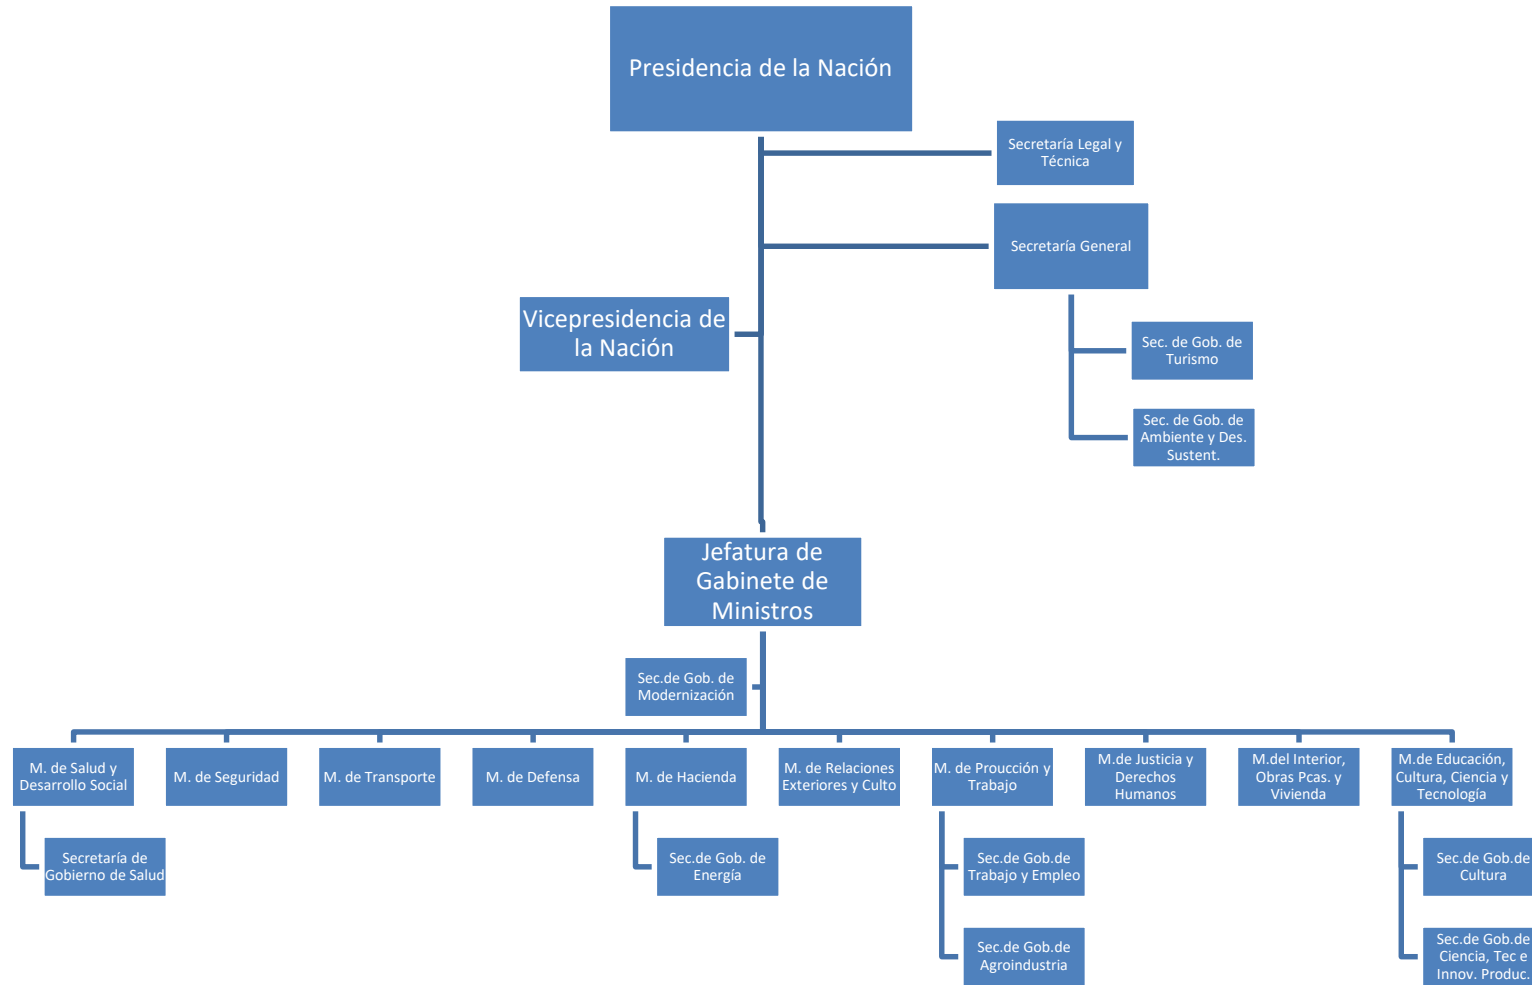 Presidencia de la Nación
Secretaría Legal y
Técnica
Secretaría General
Vicepresidencia de
la Nación
Sec. de Gob. de
Turismo
Sec. de Gob. de
Ambiente y Des.
Sustent.
Jefatura de
Gabinete de
Ministros
Sec.de Gob. de
Modernización
M. de Salud y
Desarrollo Social
M. de Seguridad
M. de Transporte
M. de Defensa
M. de Hacienda
M. de Relaciones
Exteriores y Culto
M. de Proucción y
Trabajo
M.de Justicia y
Derechos
Humanos
M.del Interior,
Obras Pcas. y
Vivienda
M.de Educación,
Cultura, Ciencia y
Tecnología
Secretaría de
Gobierno de Salud
Sec.de Gob. de
Energía
Sec.de Gob.de
Trabajo y Empleo
Sec.de Gob.de
Cultura
Sec.de Gob.de
Agroindustria
Sec.de Gob.de
Ciencia, Tec e
Innov. Produc.